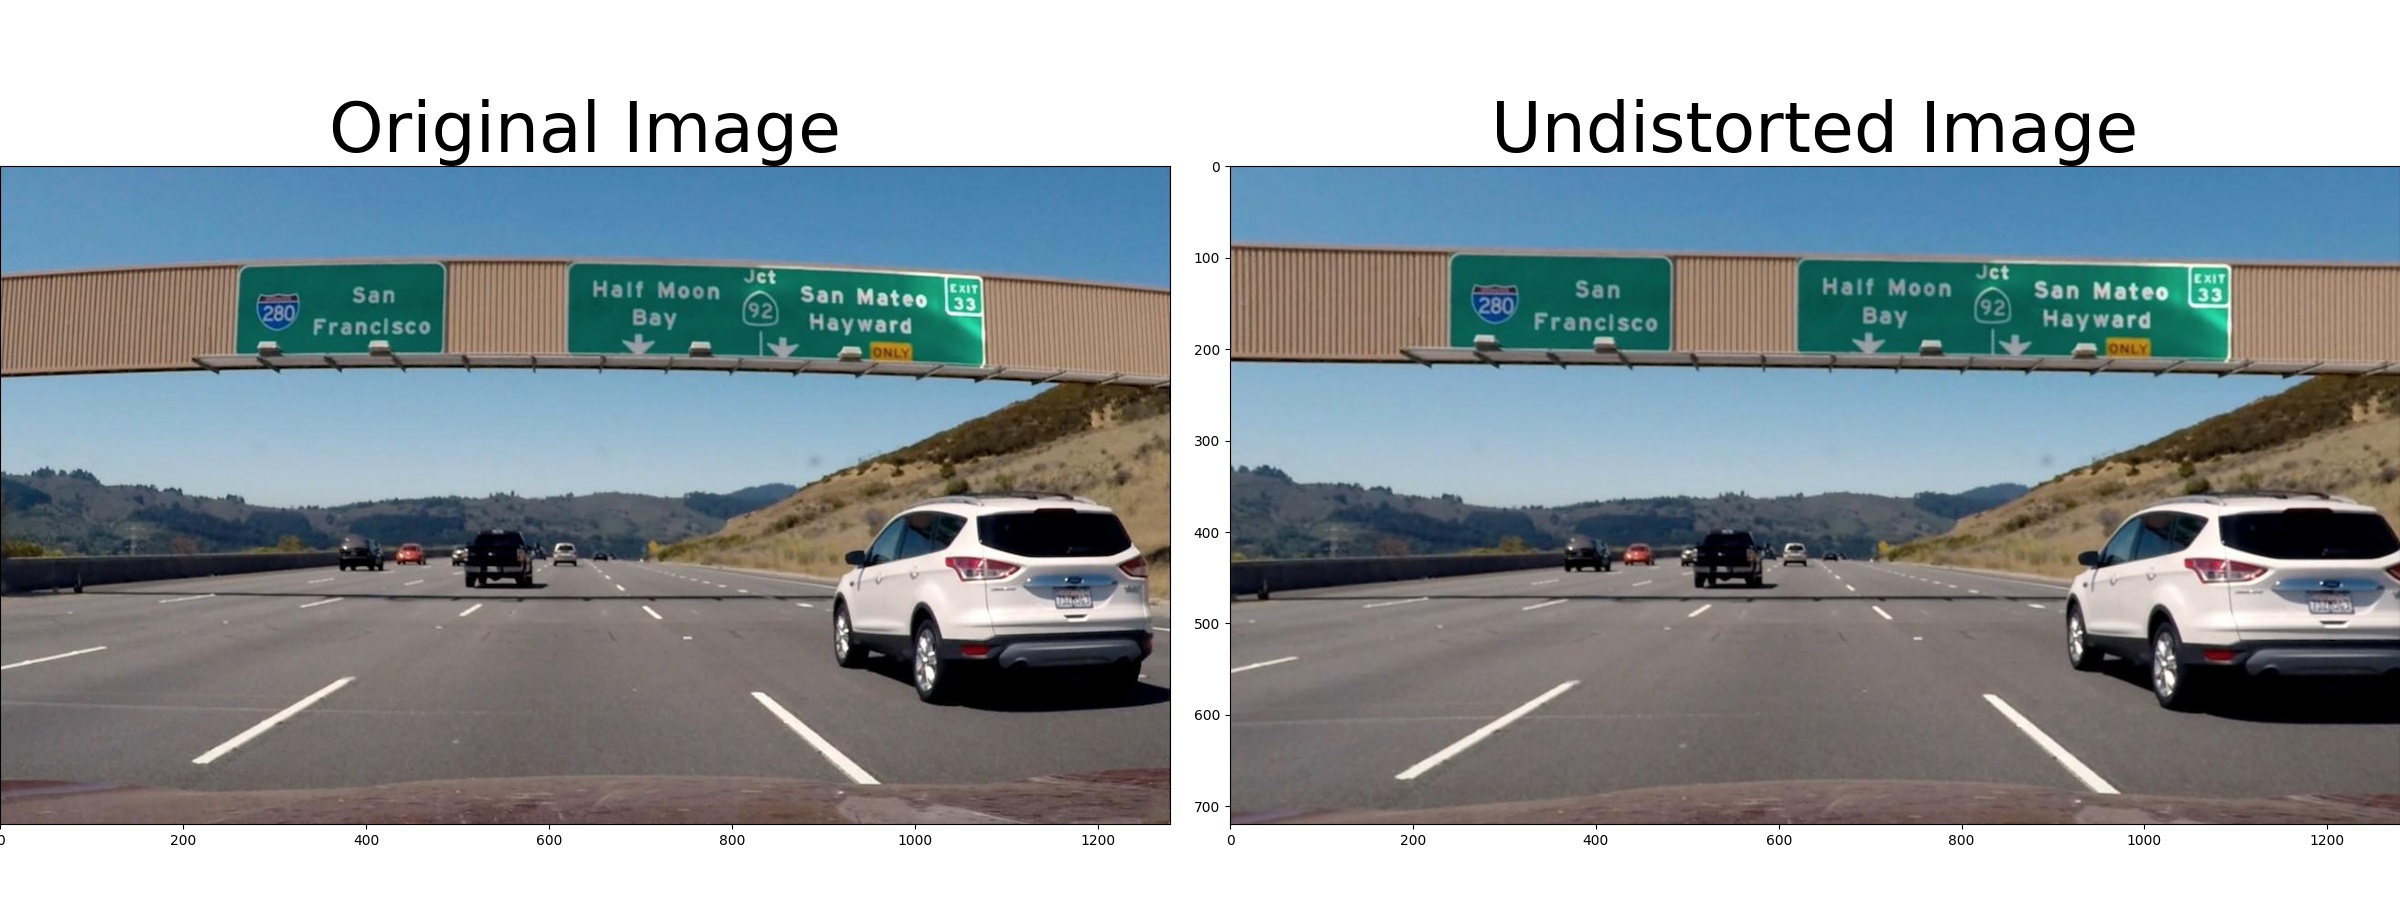 Original Image
Undistorted Image
280
San
Francisco
Half Moon
Bay
Jct
92
San Mateo
Hayward
EXIT
33
ONLY
0
200
400
600
800
1000
1200
280
San
Francisco
Half Moon
Bay
Jct
92
San Mateo
Hayward
EXIT
33
ONLY
0
100
200
300
400
500
600
700
0
200
400
600
800
1000
1200